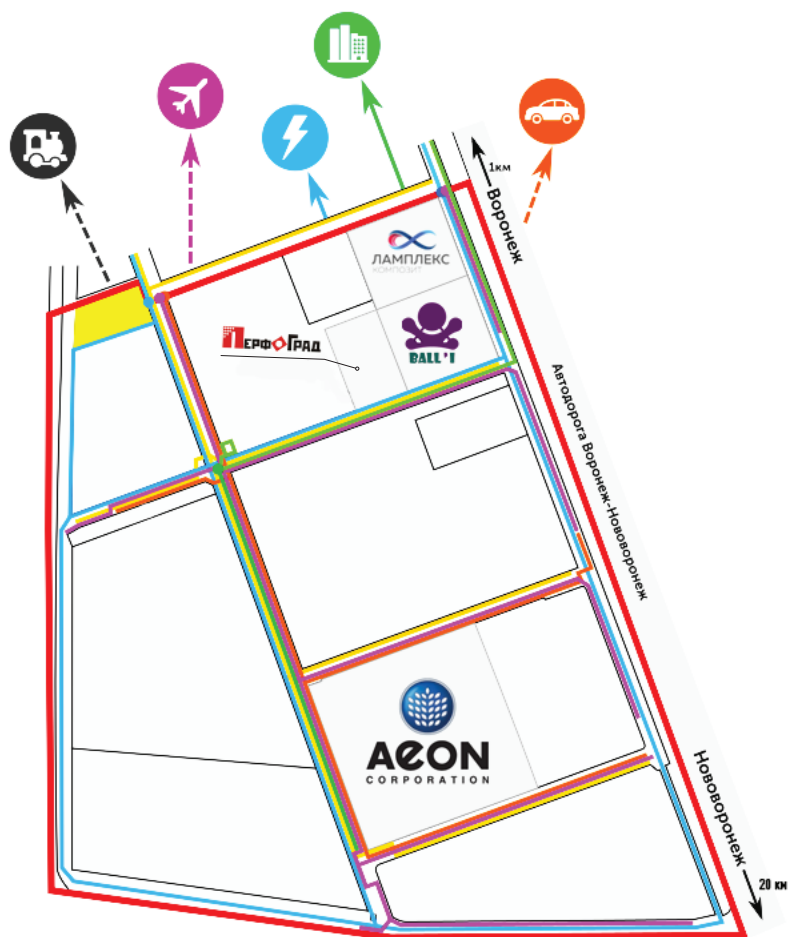 1км
Воронеж
ЛАМПЛЕКС
КОМПОЗИТ
ПЕРФОГРАД
BALL'I
Автодорога Воронеж-Нововоронеж
AEON
CORPORATION
Нововоронеж
20 км